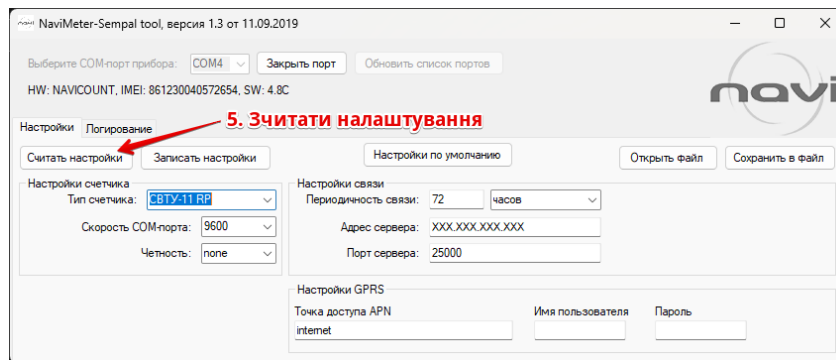 NaviMeter-Sempal tool, версия 1.3 от 11.09.2019
Выберите COM-порт прибора: COM4 Закрыть порт Обновить список портов
HW: NAVICOUNT, IMEI: 861230040572654, SW: 4.8C
navi
5. Зчитати налаштування
Настройки Логирование
Считать настройки Записать настройки Настройки по умолчанию Открыть файл Сохранить в файл
Настройки счетчика Настройки связи
Тип счетчика: СВТУ-11 RP Периодичность связи: 72 часов
Скорость COM-порта: 9600 Адрес сервера: XXX.XXX.XXX.XXX
Четность: none Порт сервера: 25000
Настройки GPRS
Точка доступа APN Имя пользователя Пароль
internet